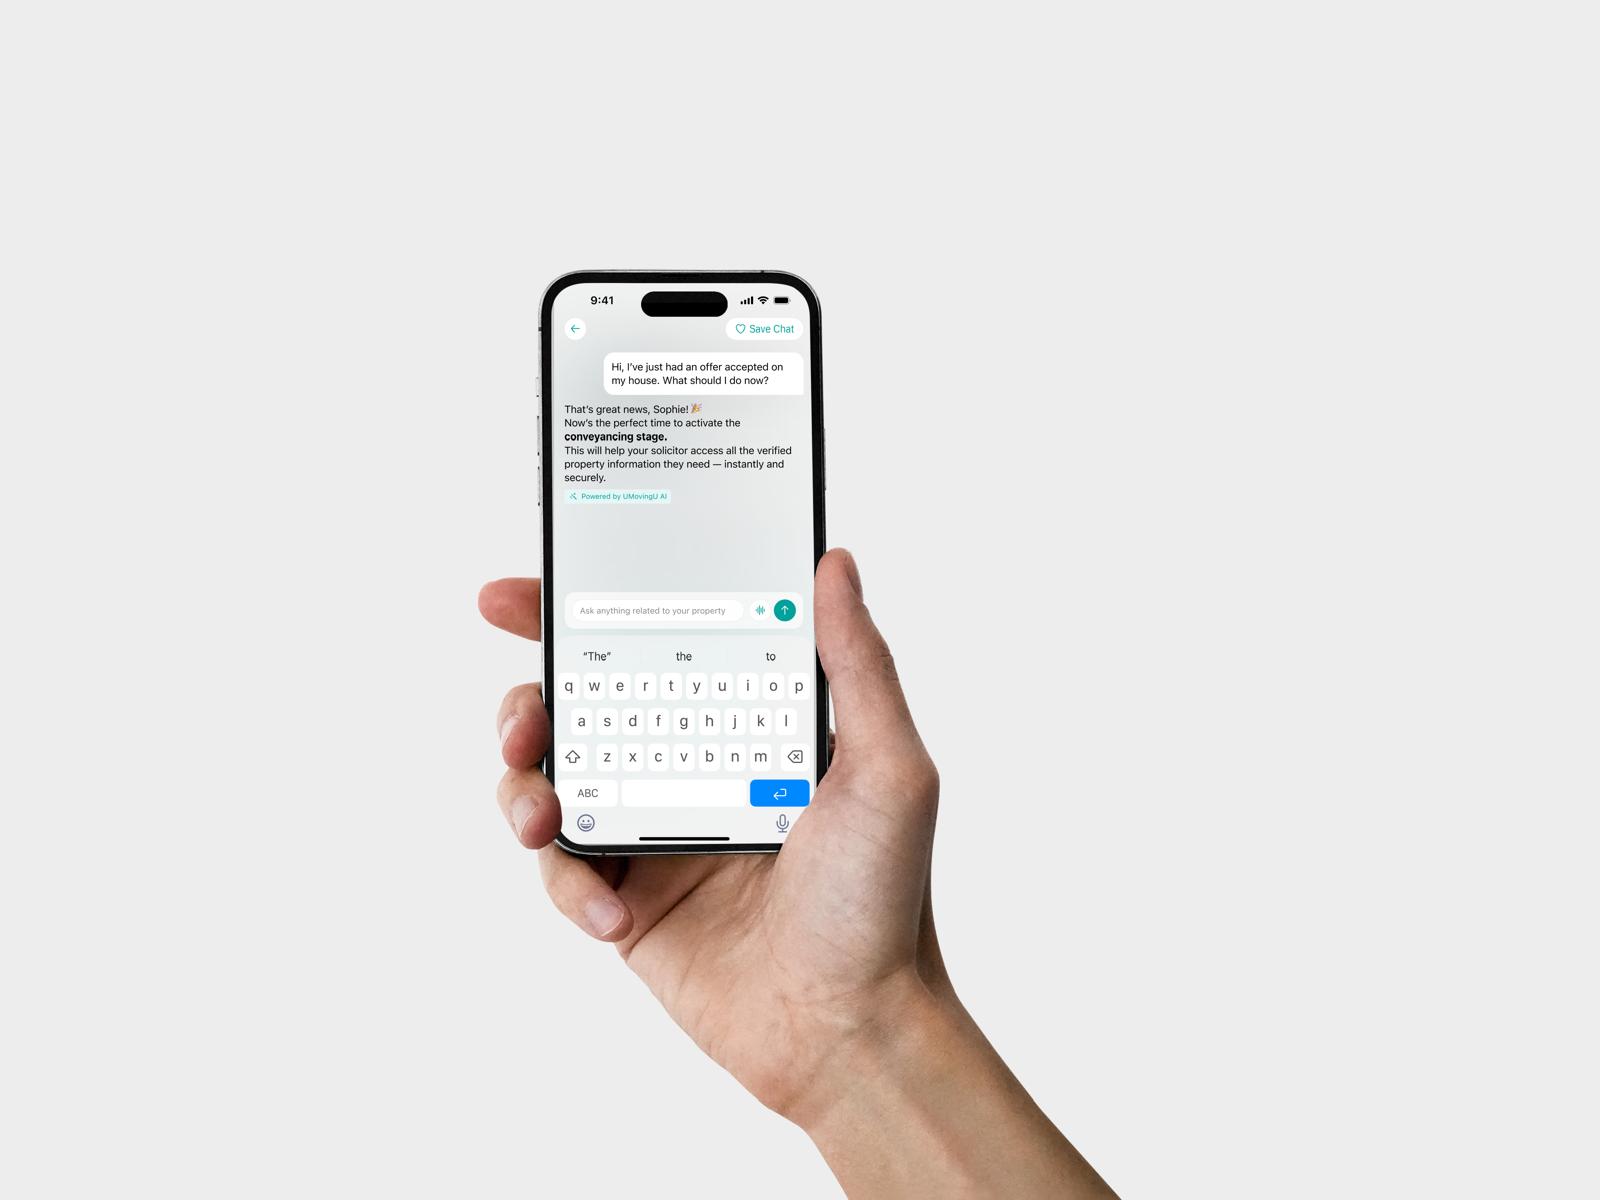 9:41
Save Chat
Hi, I’ve just had an offer accepted on
my house. What should I do now?
That’s great news, Sophie! 🎉
Now’s the perfect time to activate the
conveyancing stage.
This will help your solicitor access all the verified
property information they need — instantly and
securely.
Powered by UMovingU AI
Ask anything related to your property
“The” the to
q w e r t y u i o p
a s d f g h j k l
z x c v b n m
ABC